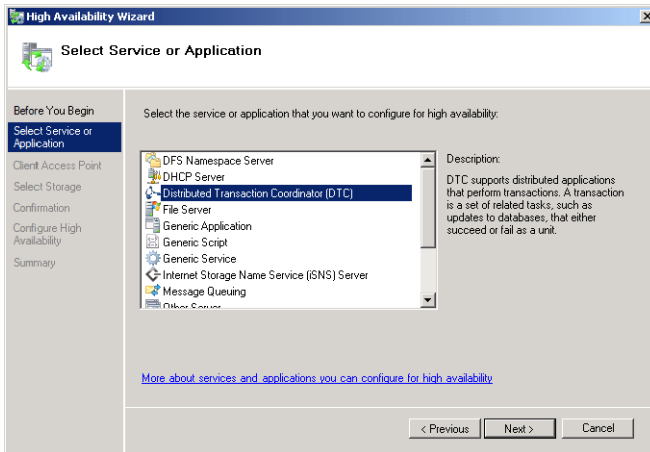 High Availability Wizard
Select Service or Application
Before You Begin
Select Service or
Application
Client Access Point
Select Storage
Confirmation
Configure High
Availability
Summary
Select the service or application that you want to configure for high availability:
DFS Namespace Server
DHCP Server
Distributed Transaction Coordinator (DTC)
File Server
Generic Application
Generic Script
Generic Service
Internet Storage Name Service (iSNS) Server
Message Queuing
Other Server
Description:
DTC supports distributed applications
that perform transactions. A transaction
is a set of related tasks, such as
updates to databases, that either
succeed or fail as a unit.
More about services and applications you can configure for high availability
< Previous
Next >
Cancel